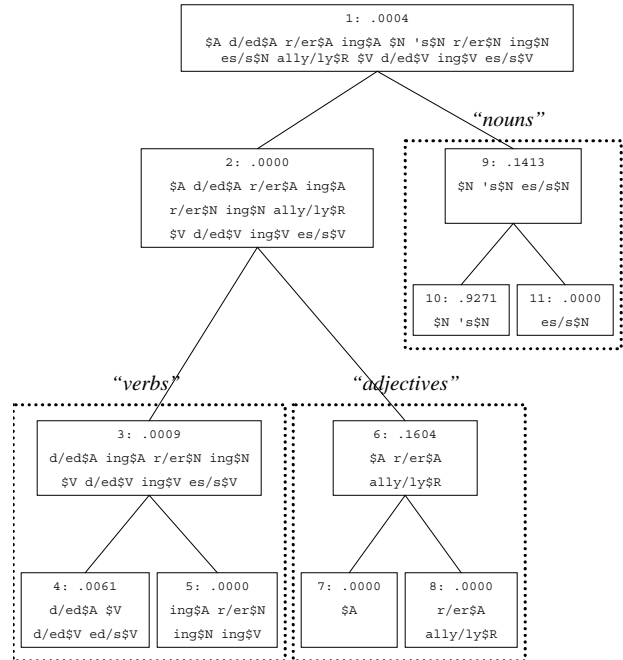 1: .0004
$A d/ed$A r/er$A ing$A $N 's$N r/er$N ing$N
es/s$N ally/ly$R $V d/ed$V ing$V es/s$V
“nouns”
2: .0000
$A d/ed$A r/er$A ing$A
r/er$N ing$N ally/ly$R
$V d/ed$V ing$V es/s$V
9: .1413
$N 's$N es/s$N
10: .9271
$N 's$N
11: .0000
es/s$N
“verbs”
“adjectives”
3: .0009
d/ed$A ing$A r/er$N ing$N
$V d/ed$V ing$V es/s$V
6: .1604
$A r/er$A
ally/ly$R
4: .0061
d/ed$A $V
d/ed$V ed/s$V
5: .0000
ing$A r/er$N
ing$N ing$V
7: .0000
$A
8: .0000
r/er$A
ally/ly$R